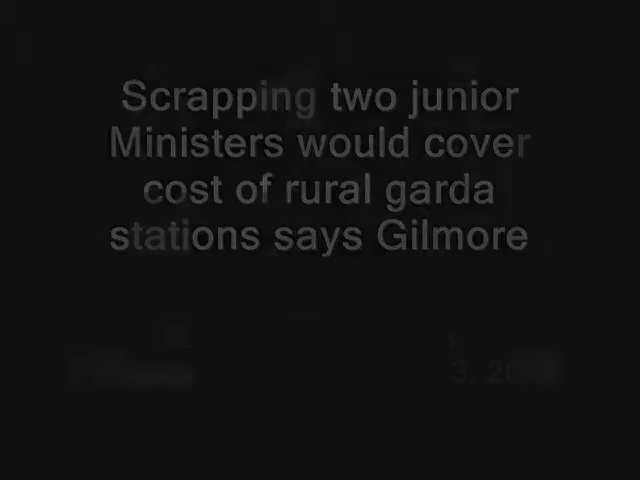 Scrapping two junior
Ministers would cover
cost of rural garda
stations says Gilmore